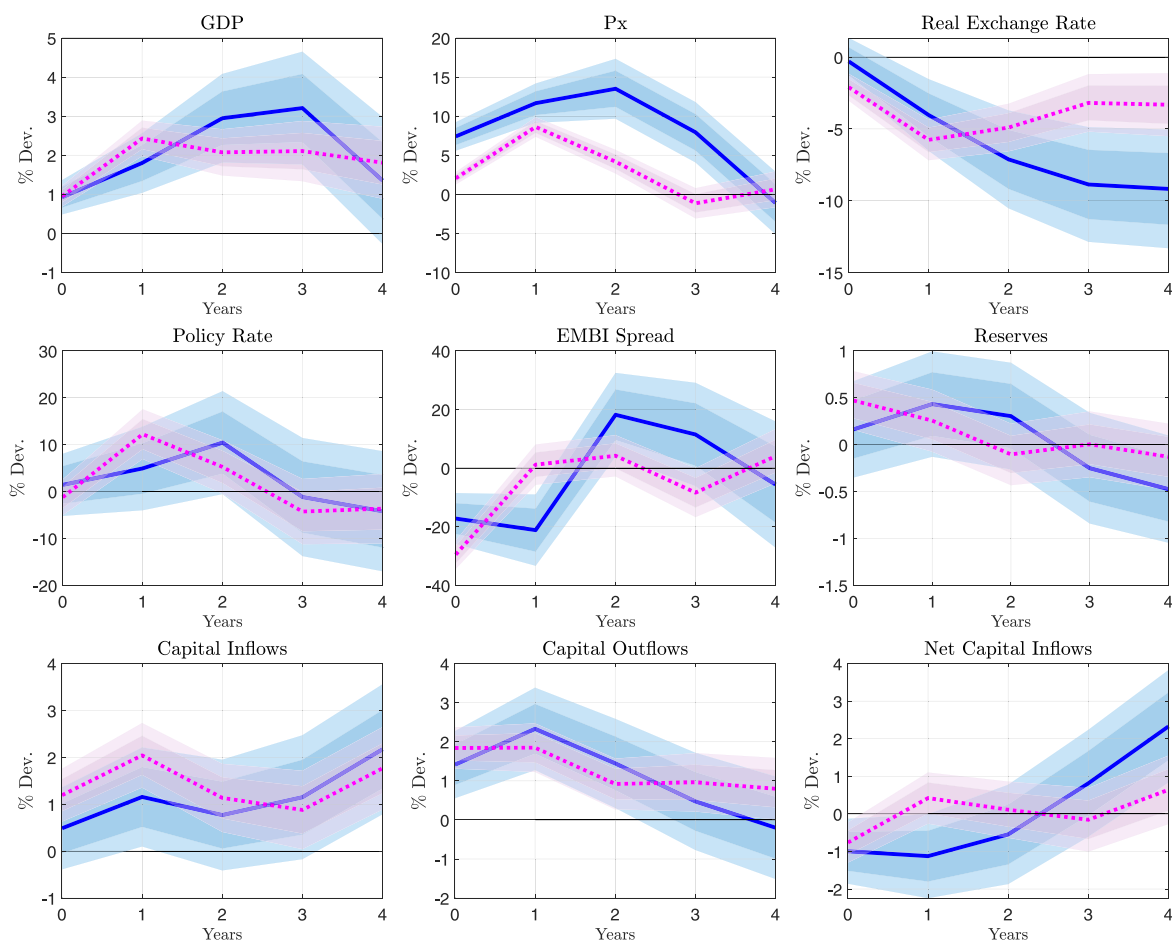 GDP
5
4
3
2
1
0
-1
% Dev.
0 1 2 3 4
Years
Px
20
15
10
5
0
-5
-10
% Dev.
0 1 2 3 4
Years
Real Exchange Rate
0
-5
-10
-15
% Dev.
0 1 2 3 4
Years
Policy Rate
30
20
10
0
-10
-20
% Dev.
0 1 2 3 4
Years
EMBI Spread
40
20
0
-20
-40
% Dev.
0 1 2 3 4
Years
Reserves
1
0.5
0
-0.5
-1
-1.5
% Dev.
0 1 2 3 4
Years
Capital Inflows
4
3
2
1
0
-1
% Dev.
0 1 2 3 4
Years
Capital Outflows
4
3
2
1
0
-1
-2
% Dev.
0 1 2 3 4
Years
Net Capital Inflows
4
3
2
1
0
-1
-2
% Dev.
0 1 2 3 4
Years